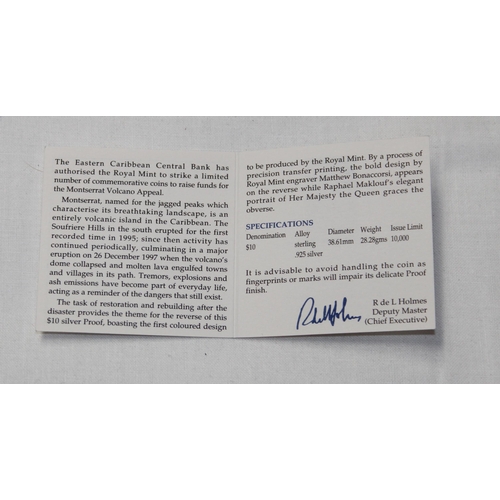 The Eastern Caribbean Central Bank has
authorised the Royal Mint to strike a limited
number of commemorative coins to raise funds for
the Montserrat Volcano Appeal.
Montserrat, named for the jagged peaks which
characterise its breathtaking landscape, is an
entirely volcanic island in the Caribbean. The
Soufriere Hills in the south erupted for the first
recorded time in 1995; since then activity has
continued periodically, culminating in a major
eruption on 26 December 1997 when the volcano's
dome collapsed and molten lava engulfed towns
and villages in its path. Tremors, explosions and
ash emissions have become part of everyday life,
acting as a reminder of the dangers that still exist.
The task of restoration and rebuilding after the
disaster provides the theme for the reverse of this
$10 silver Proof, boasting the first coloured design
to be produced by the Royal Mint. By a process of
precision transfer printing, the bold design by
Royal Mint engraver Matthew Bonaccorsi, appears
on the reverse while Raphael Maklouf's elegant
portrait of Her Majesty the Queen graces the
obverse.
SPECIFICATIONS
Denomination Alloy Diameter Weight Issue Limit
$10 sterling 38.61mm 28.28gms 10,000
.925 silver
It is advisable to avoid handling the coin as
fingerprints or marks will impair its delicate Proof
finish.
R de L Holmes
Deputy Master
(Chief Executive)